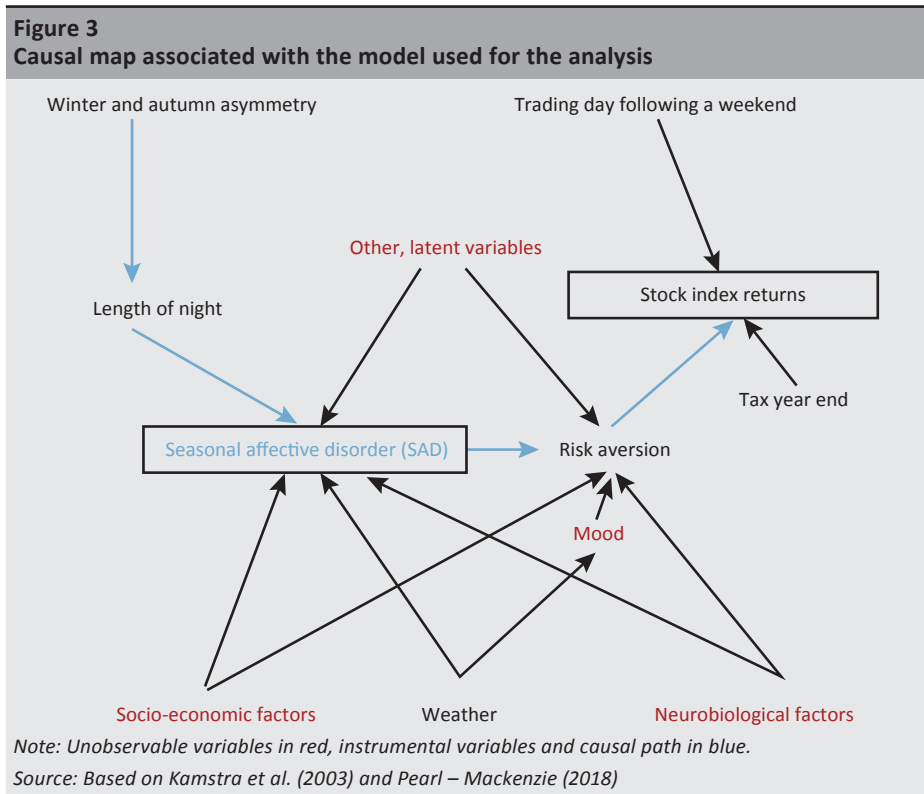 Figure 3
Causal map associated with the model used for the analysis
Winter and autumn asymmetry
Trading day following a weekend
Other, latent variables
Stock index returns
Length of night
Tax year end
Seasonal affective disorder (SAD)
Risk aversion
Mood
Socio-economic factors
Weather
Neurobiological factors
Note: Unobservable variables in red, instrumental variables and causal path in blue.
Source: Based on Kamstra et al. (2003) and Pearl – Mackenzie (2018)